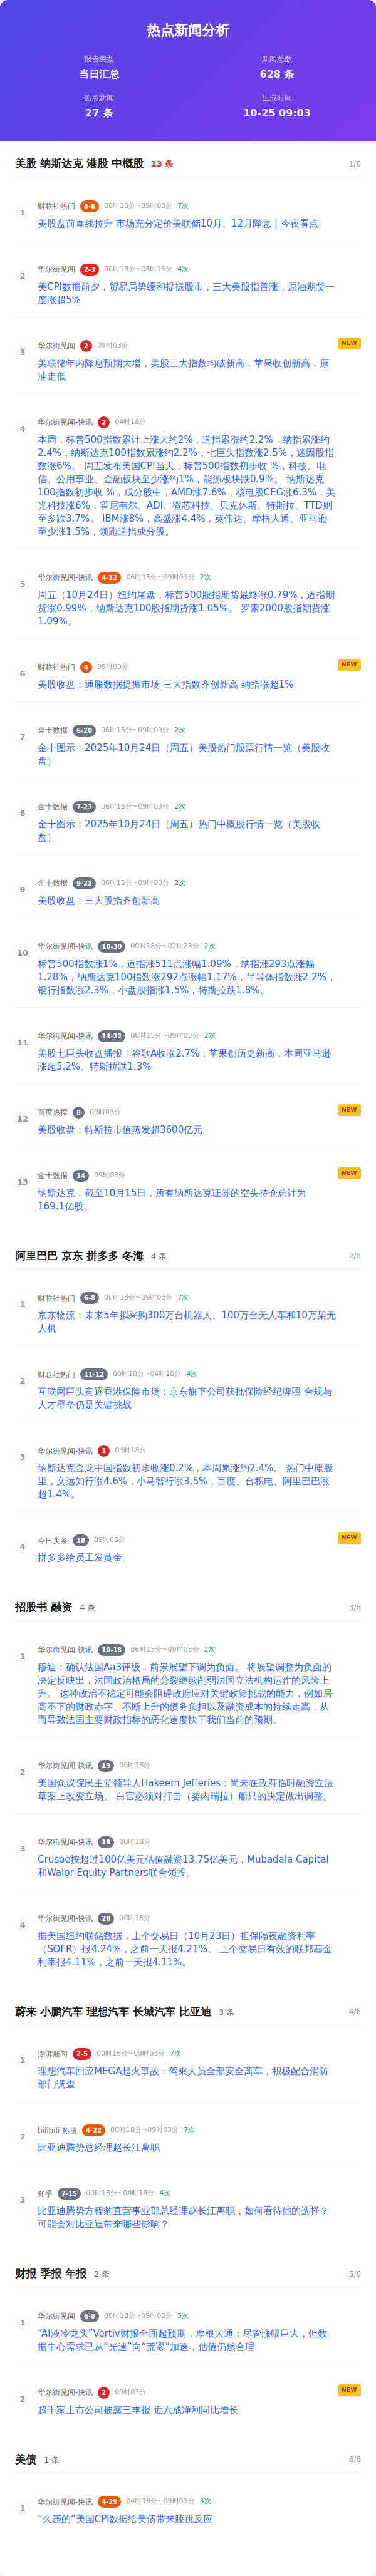 热点新闻分析
报告类型
当日汇总
新闻总数
628 条
热点新闻
27 条
生成时间
10-25 09:03
美股 纳斯达克 港股 中概股 13 条 1/6
1
财联社热门 5-8 00时18分~09时03分 7次
美股盘前直线拉升 市场充分定价美联储10月、12月降息 | 今夜看点
2
华尔街见闻 2-3 00时18分~06时15分 4次
美CPI数据前夕，贸易局势缓和提振股市，三大美股指普涨，原油期货一
度涨超5%
3
华尔街见闻 2 09时03分 NEW
美联储年内降息预期大增，美股三大指数均破新高，苹果收创新高，原
油走低
4
华尔街见闻-快讯 2 04时18分
本周，标普500指数累计上涨大约2%，道指累涨约2.2%，纳指累涨约
2.4%，纳斯达克100指数累涨约2.2%，七巨头指数涨2.5%，迷因股指
数涨6%。 周五发布美国CPI当天，标普500指数初步收 %，科技、电
信、公用事业、金融板块至少涨约1%，能源板块跌0.9%。 纳斯达克
100指数初步收 %，成分股中，AMD涨7.6%，核电股CEG涨6.3%，美
光科技涨6%，霍尼韦尔、ADI、微芯科技、贝克休斯、特斯拉、TTD则
至多跌3.7%。 IBM涨8%，高盛涨4.4%，英伟达、摩根大通、亚马逊
至少涨1.5%，领跑道指成分股。
5
华尔街见闻-快讯 4-12 06时15分~09时03分 2次
周五（10月24日）纽约尾盘，标普500股指期货最终涨0.79%，道指期
货涨0.99%，纳斯达克100股指期货涨1.05%。 罗素2000股指期货涨
1.09%。
6
财联社热门 4 09时03分 NEW
美股收盘：通胀数据提振市场 三大指数齐创新高 纳指涨超1%
7
金十数据 6-20 06时15分~09时03分 2次
金十图示：2025年10月24日（周五）美股热门股票行情一览（美股收
盘）
8
金十数据 7-21 06时15分~09时03分 2次
金十图示：2025年10月24日（周五）热门中概股行情一览（美股收
盘）
9
金十数据 9-23 06时15分~09时03分 2次
美股收盘：三大股指齐创新高
10
华尔街见闻-快讯 10-30 00时18分~02时23分 2次
标普500指数涨1%，道指涨511点涨幅1.09%，纳指涨293点涨幅
1.28%，纳斯达克100指数涨292点涨幅1.17%，半导体指数涨2.2%，
银行指数涨2.3%，小盘股指涨1.5%，特斯拉跌1.8%。
11
华尔街见闻-快讯 14-22 06时15分~09时03分 2次
美股七巨头收盘播报｜谷歌A收涨2.7%，苹果创历史新高，本周亚马逊
涨超5.2%、特斯拉跌1.3%
12
百度热搜 8 09时03分 NEW
美股收盘：特斯拉市值蒸发超3600亿元
13
金十数据 14 09时03分 NEW
纳斯达克：截至10月15日，所有纳斯达克证券的空头持仓总计为
169.1亿股。
阿里巴巴 京东 拼多多 冬海 4 条 2/6
1
财联社热门 6-8 00时18分~09时03分 7次
京东物流：未来5年拟采购300万台机器人、100万台无人车和10万架无
人机
2
财联社热门 11-12 00时18分~04时18分 4次
互联网巨头竞逐香港保险市场：京东旗下公司获批保险经纪牌照 合规与
人才壁垒仍是关键挑战
3
华尔街见闻-快讯 1 04时18分
纳斯达克金龙中国指数初步收涨0.2%，本周累涨约2.4%。 热门中概股
里，文远知行涨4.6%，小马智行涨3.5%，百度、台积电、阿里巴巴涨
超1.4%。
4
今日头条 18 09时03分 NEW
拼多多给员工发黄金
招股书 融资 4 条 3/6
1
华尔街见闻-快讯 10-18 06时15分~09时03分 2次
穆迪：确认法国Aa3评级，前景展望下调为负面。 将展望调整为负面的
决定反映出，法国政治格局的分裂继续削弱法国立法机构运作的风险上
升。 这种政治不稳定可能会阻碍政府应对关键政策挑战的能力，例如居
高不下的财政赤字、不断上升的债务负担以及融资成本的持续走高，从
而导致法国主要财政指标的恶化速度快于我们当前的预期。
2
华尔街见闻-快讯 13 00时18分
美国众议院民主党领导人Hakeem Jefferies：尚未在政府临时融资立法
草案上改变立场。 白宫必须对打击（委内瑞拉）船只的决定做出调整。
3
华尔街见闻-快讯 19 00时18分
Crusoe按超过100亿美元估值融资13.75亿美元，Mubadala Capital
和Walor Equity Partners联合领投。
4
华尔街见闻-快讯 28 00时18分
据美国纽约联储数据，上个交易日（10月23日）担保隔夜融资利率
（SOFR）报4.24%，之前一天报4.21%。 上个交易日有效的联邦基金
利率报4.11%，之前一天报4.11%。
蔚来 小鹏汽车 理想汽车 长城汽车 比亚迪 3 条 4/6
1
澎湃新闻 2-5 00时18分~09时03分 7次
理想汽车回应MEGA起火事故：驾乘人员全部安全离车，积极配合消防
部门调查
2
bilibili 热搜 4-22 00时18分~09时03分 7次
比亚迪腾势总经理赵长江离职
3
知乎 7-15 00时18分~04时18分 4次
比亚迪腾势方程豹直营事业部总经理赵长江离职，如何看待他的选择？
可能会对比亚迪带来哪些影响？
财报 季报 年报 2 条 5/6
1
华尔街见闻 6-8 00时18分~09时03分 5次
“AI液冷龙头”Vertiv财报全面超预期，摩根大通：尽管涨幅巨大，但数
据中心需求已从“光速”向“荒谬”加速，估值仍然合理
2
华尔街见闻-快讯 2 09时03分 NEW
超千家上市公司披露三季报 近六成净利同比增长
美债 1 条 6/6
1
华尔街见闻-快讯 4-29 04时18分~09时03分 3次
“久违的”美国CPI数据给美债带来膝跳反应